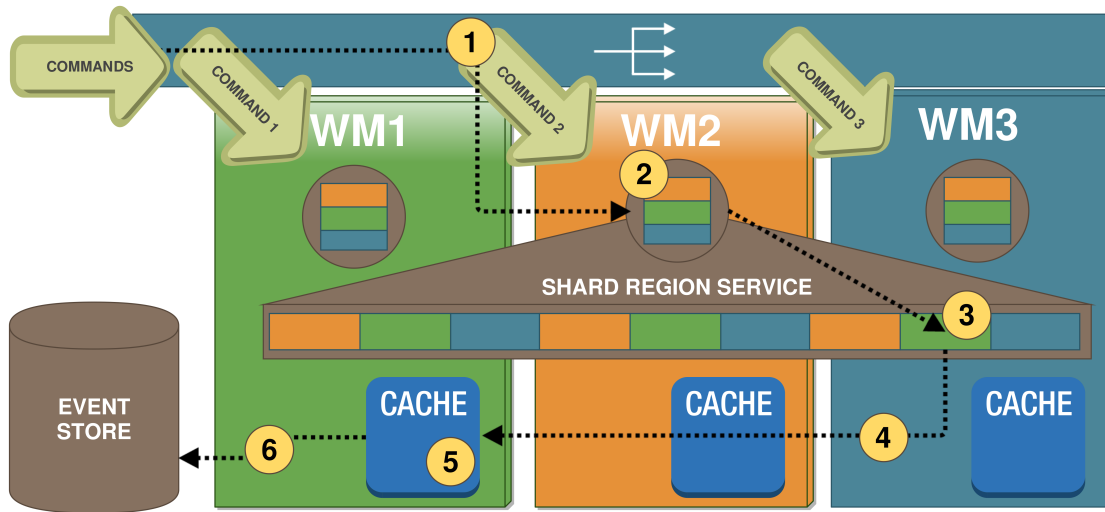 COMMANDS
1
COMMAND 1
COMMAND 2
COMMAND 3
WM1
WM2
WM3
2
SHARD REGION SERVICE
3
EVENT
STORE
CACHE
CACHE
CACHE
4
5
6